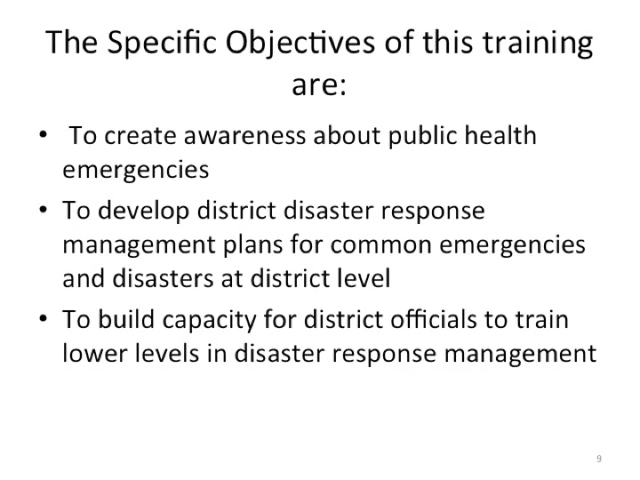 The Specific Objectives of this training
are:
• To create awareness about public health
emergencies
• To develop district disaster response
management plans for common emergencies
and disasters at district level
• To build capacity for district officials to train
lower levels in disaster response management
9